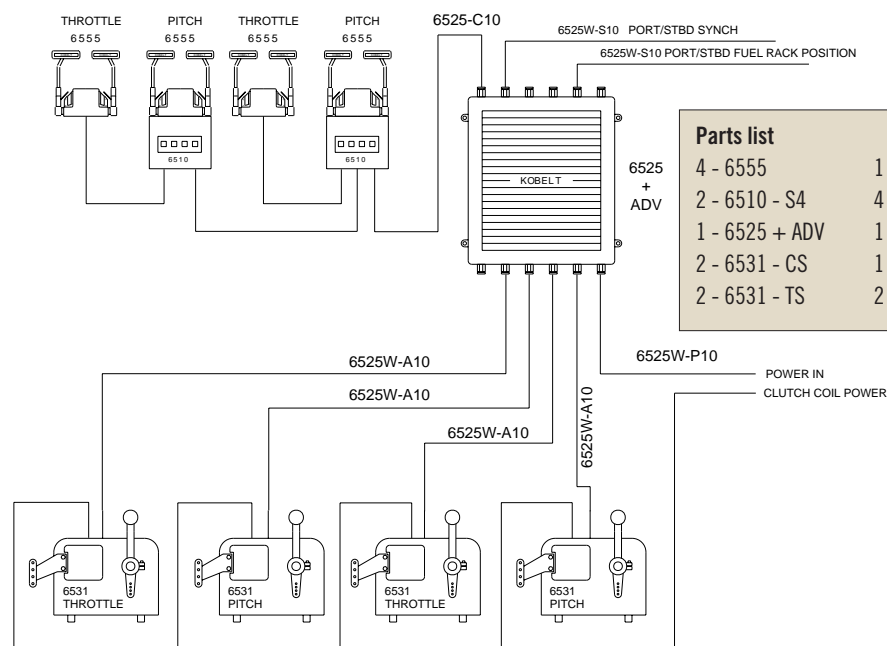 THROTTLE
6555
PITCH
6555
THROTTLE
6555
PITCH
6555
6525-C10
6525W-S10 PORT/STBD SYNCH
6525W-S10 PORT/STBD FUEL RACK POSITION
6510
6510
KOBELT
6525
+
ADV
Parts list
4 - 6555 1
2 - 6510 - S4 4
1 - 6525 + ADV 1
2 - 6531 - CS 1
2 - 6531 - TS 2
6525W-A10
6525W-A10
6525W-A10
6525W-A10
6525W-P10
POWER IN
CLUTCH COIL POWER
6531
THROTTLE
6531
PITCH
6531
THROTTLE
6531
PITCH